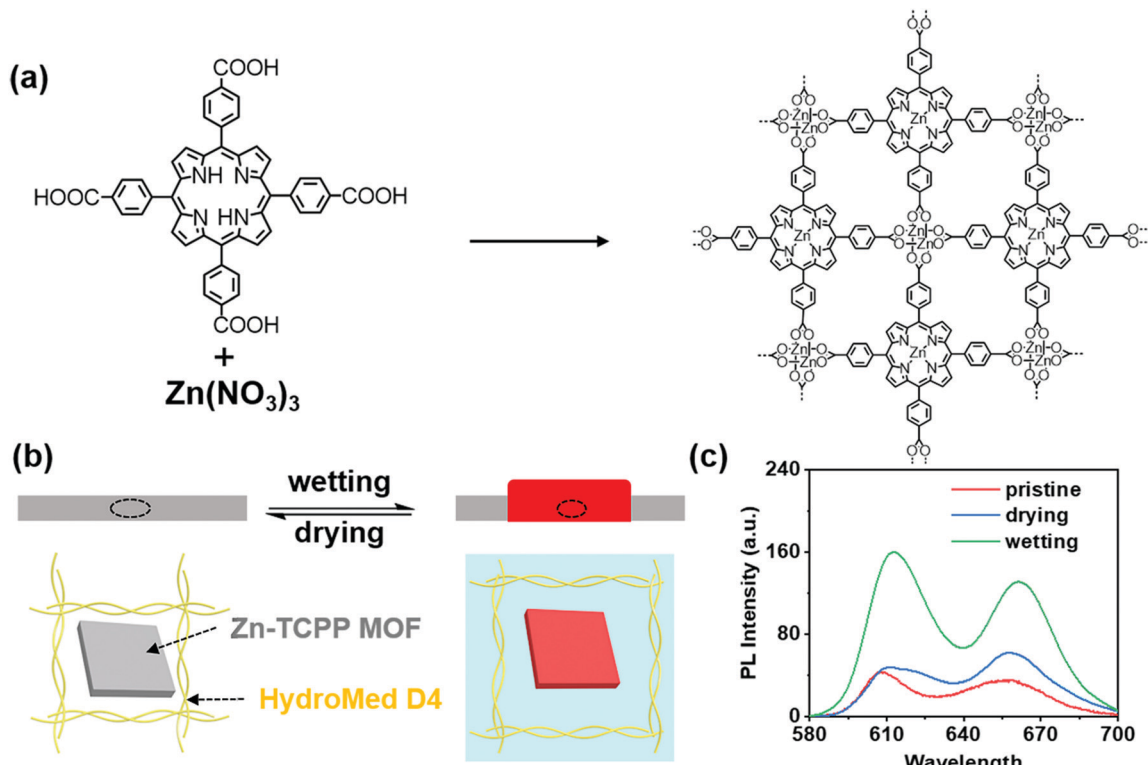 (a)
COOH
HOOC
COOH
NH
N
N
HN
COOH
+
Zn(NO₃)₃
(b)
wetting
drying
Zn-TCPP MOF
HydroMed D4
(c)
240
160
80
0
PL Intensity (a.u.)
pristine
drying
wetting
580
610
640
670
700
Wavelength